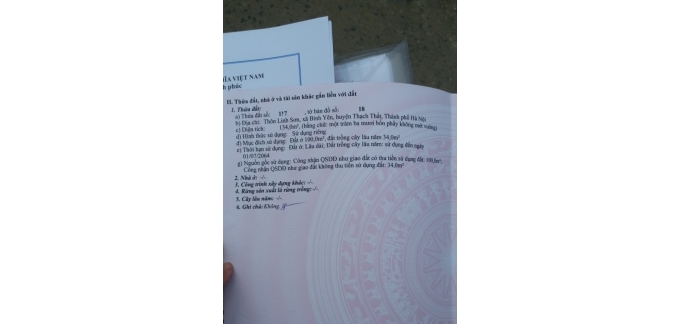 ĨA VIỆT NAM
h phúc
II. Thửa đất, nhà ở và tài sản khác gắn liền với đất
1. Thửa đất:
a) Thửa đất số: 117 , tờ bản đồ số: 18
b) Địa chỉ: Thôn Linh Sơn, xã Bình Yên, huyện Thạch Thất, Thành phố Hà Nội
c) Diện tích: 134,0m², (bằng chữ: một trăm ba mươi bốn phẩy không mét vuông)
d) Hình thức sử dụng: Sử dụng riêng
đ) Mục đích sử dụng: Đất ở 100,0m², đất trồng cây lâu năm 34,0m²
e) Thời hạn sử dụng: Đất ở: Lâu dài; Đất trồng cây lâu năm: sử dụng đến ngày
01/07/2064
g) Nguồn gốc sử dụng: Công nhận QSDĐ như giao đất có thu tiền sử dụng đất: 100,0m²;
Công nhận QSDĐ như giao đất không thu tiền sử dụng đất: 34,0m²
2. Nhà ở: -/-
3. Công trình xây dựng khác: -/-
4. Rừng sản xuất là rừng trồng: -/-
5. Cây lâu năm: -/-
6. Ghi chú: Không